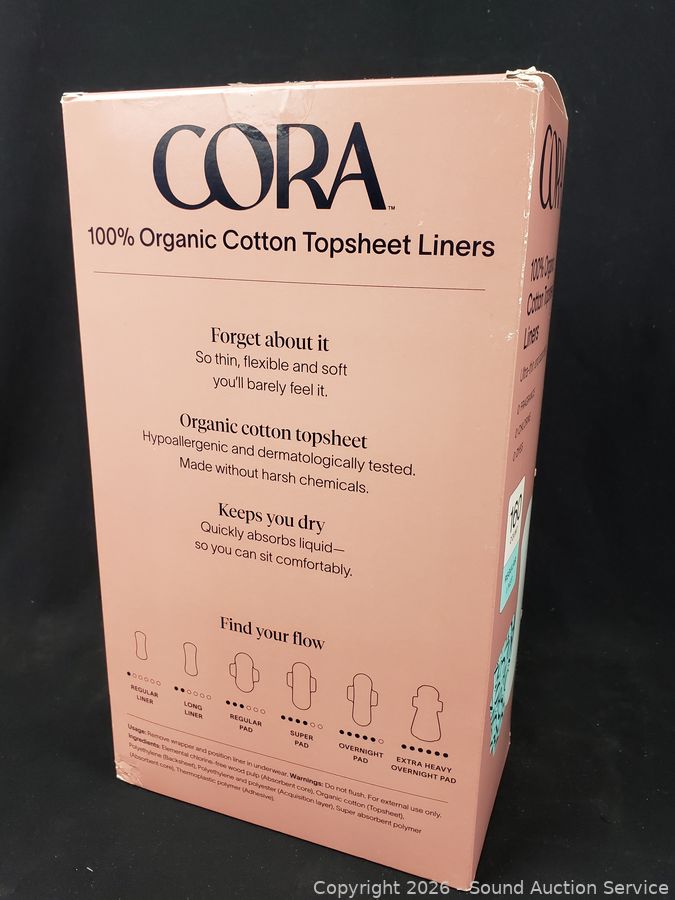 CORA™
100% Organic Cotton Topsheet Liners
Forget about it
So thin, flexible and soft
you'll barely feel it.
Organic cotton topsheet
Hypoallergenic and dermatologically tested.
Made without harsh chemicals.
Keeps you dry
Quickly absorbs liquid—
so you can sit comfortably.
Find your flow
REGULAR
LINER
LONG
LINER
REGULAR
PAD
SUPER
PAD
OVERNIGHT
PAD
EXTRA HEAVY
OVERNIGHT PAD
Usage: Remove wrapper and position liner in underwear. Warnings: Do not flush. For external use only.
Ingredients: Elemental chlorine-free wood pulp (Absorbent core), Organic cotton (Topsheet),
Polyethylene (Backsheet), Polyethylene and polyester (Acquisition layer), Super absorbent polymer
(Absorbent core), Thermoplastic polymer (Adhesive).
100%
Cotton
Liners
160
Copyright 2026 - Sound Auction Service